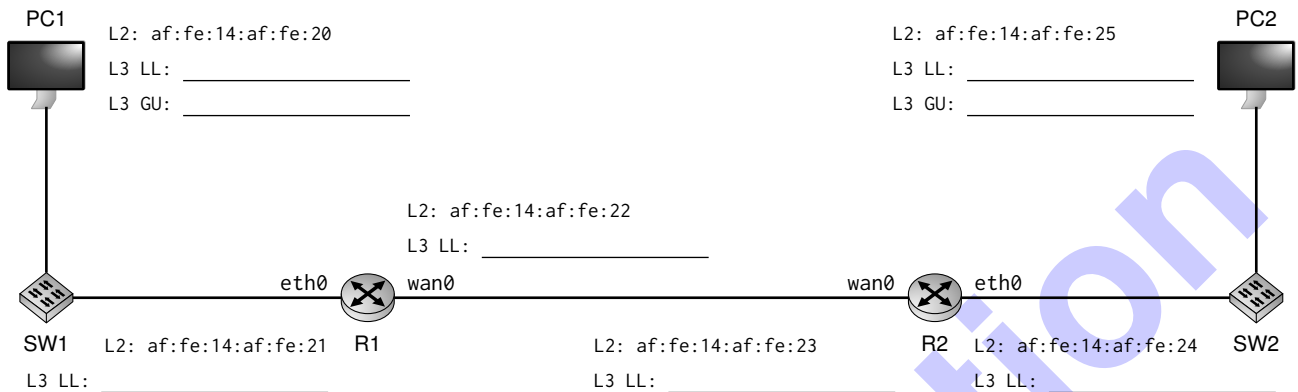 PC1
L2: af:fe:14:af:fe:20
L3 LL:
L3 GU:
PC2
L2: af:fe:14:af:fe:25
L3 LL:
L3 GU:
L2: af:fe:14:af:fe:22
L3 LL:
eth0 wan0 wan0 eth0
SW1 R1 R2 SW2
L2: af:fe:14:af:fe:21 L2: af:fe:14:af:fe:23 L2: af:fe:14:af:fe:24
L3 LL: L3 LL: L3 LL: